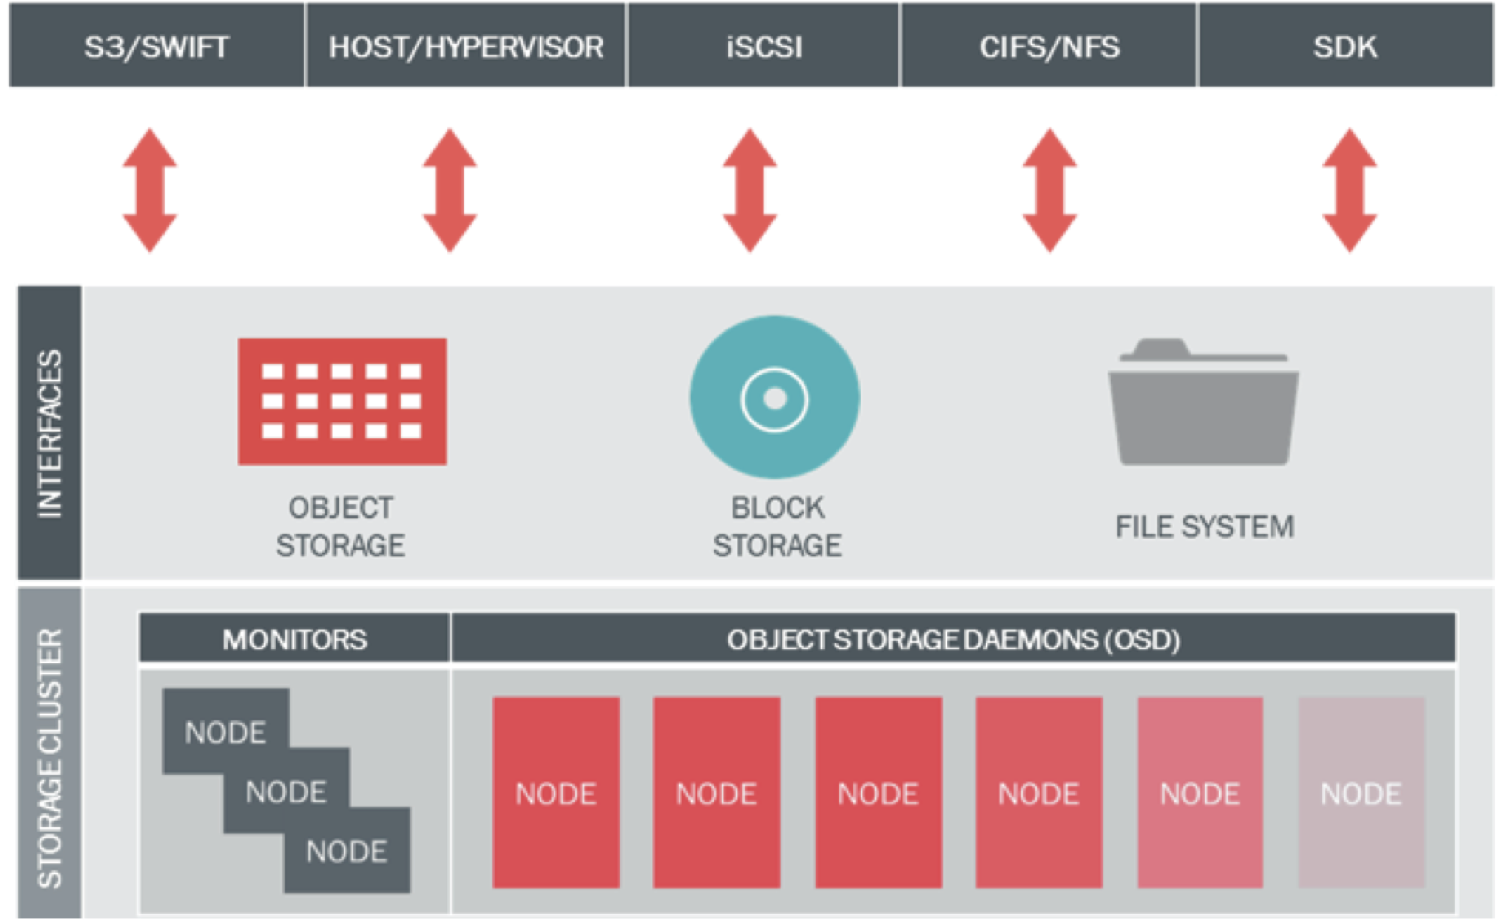 S3/SWIFT
HOST/HYPERVISOR
iSCSI
CIFS/NFS
SDK
INTERFACES
OBJECT
STORAGE
BLOCK
STORAGE
FILE SYSTEM
STORAGE CLUSTER
MONITORS
OBJECT STORAGE DAEMONS (OSD)
NODE
NODE
NODE
NODE
NODE
NODE
NODE
NODE
NODE